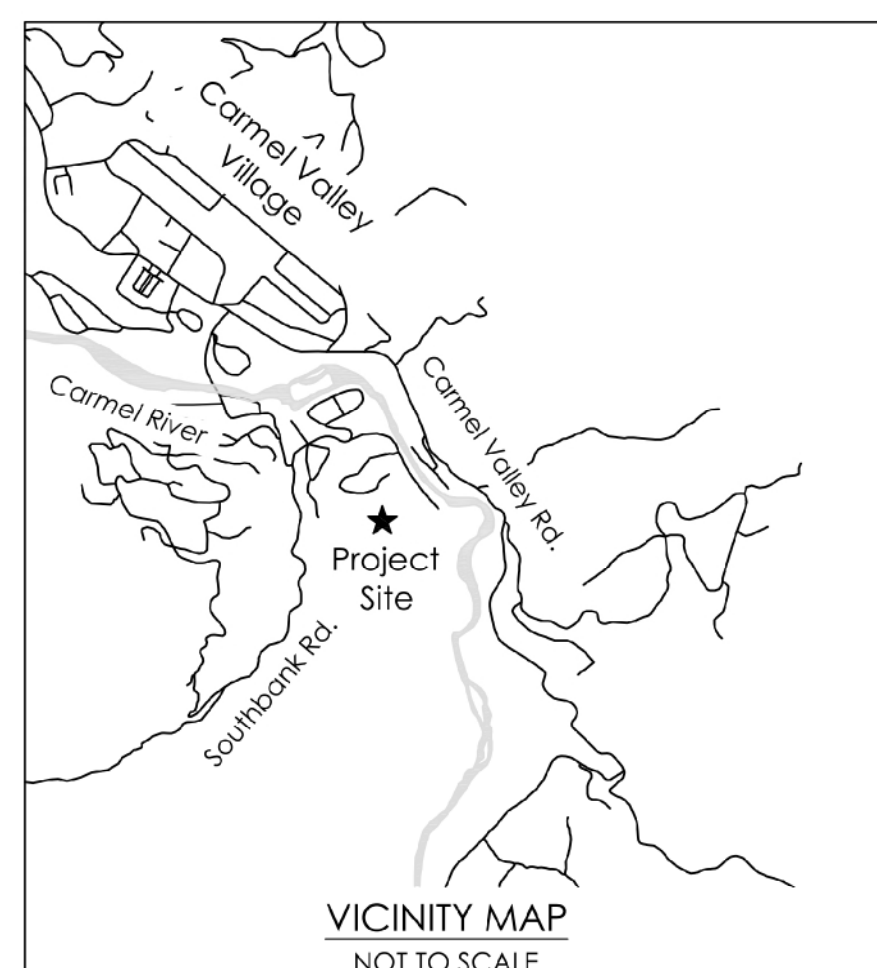 Carmel Valley
Village
Carmel River
Carmel Valley Rd.
Project
Site
Southbank Rd.
VICINITY MAP
NOT TO SCALE